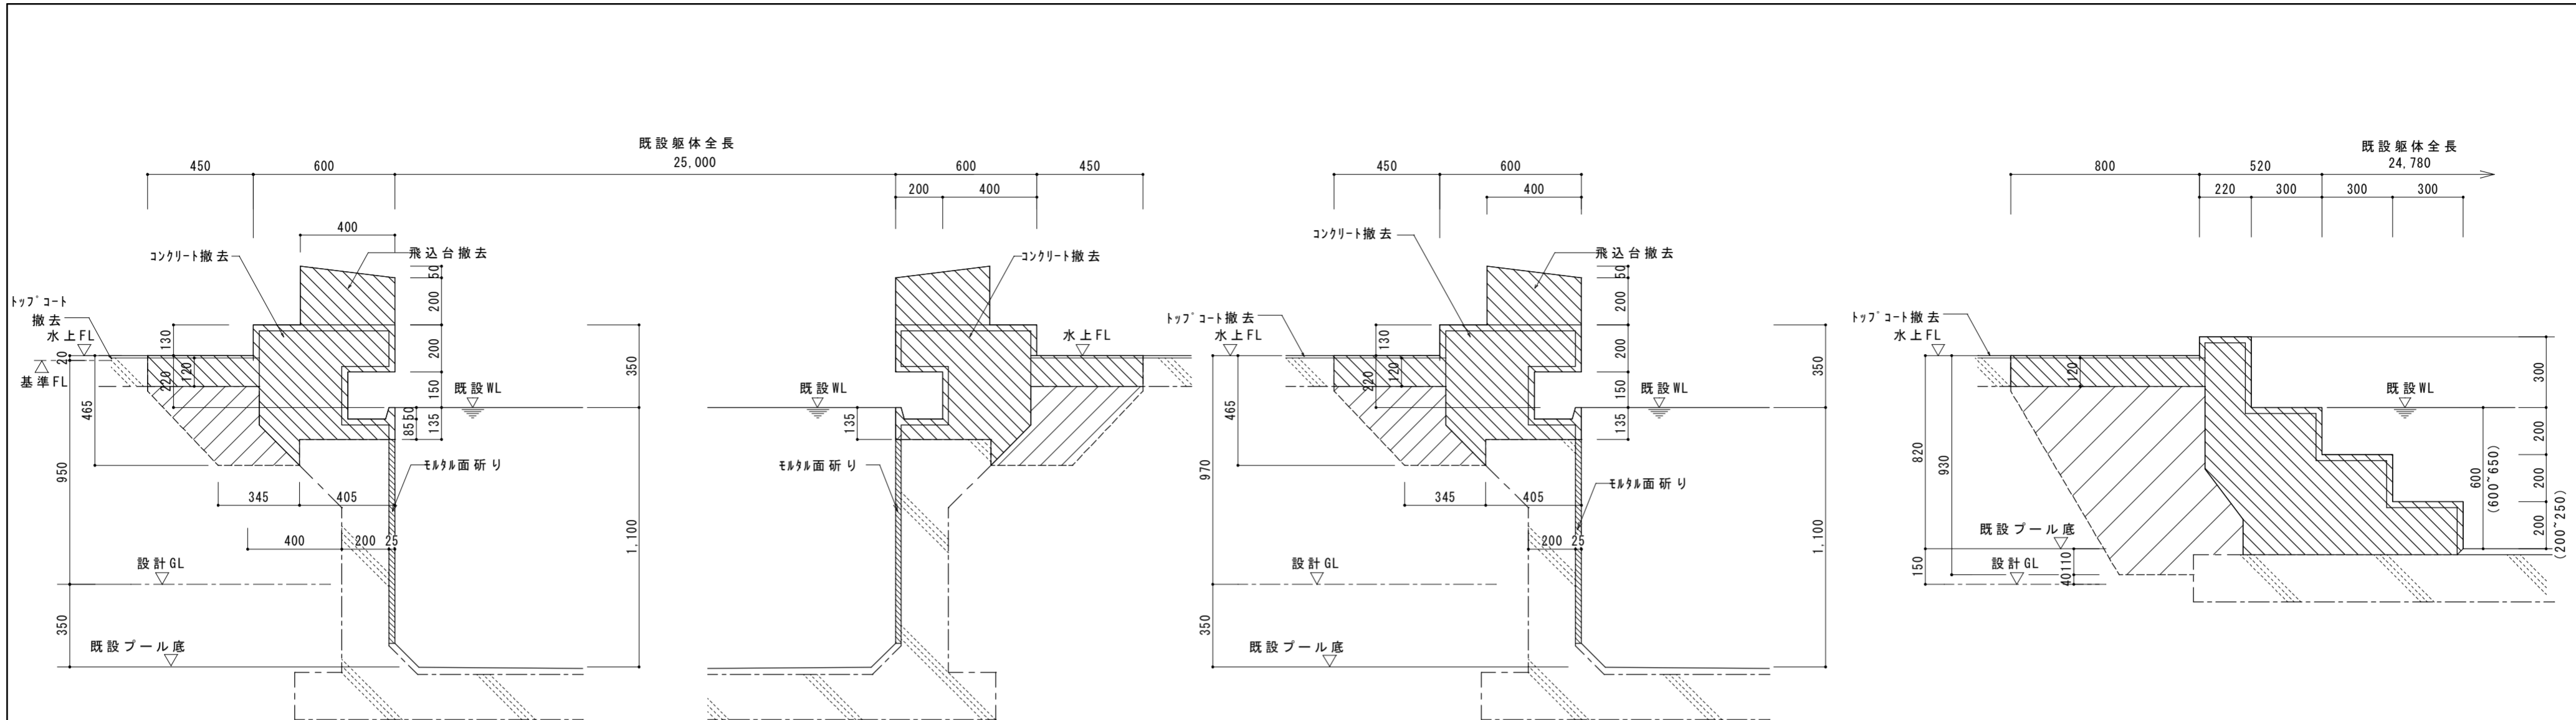 既設躯体全長
25,000
450
600
600
450
200
400
400
コンクリート撤去
飛込台撤去
コンクリート撤去
トップコート
撤去
水上FL
基準FL
20
130
220
120
465
950
350
50
200
200
150
135
8550
既設WL
350
1,100
既設WL
135
水上FL
モルタル面斫り
モルタル面斫り
345
405
400
200
25
設計GL
既設プール底
450
600
400
コンクリート撤去
飛込台撤去
トップコート撤去
水上FL
130
220
120
465
970
350
50
200
200
150
135
既設WL
350
1,100
モルタル面斫り
345
405
200
25
設計GL
既設プール底
既設躯体全長
24,780
800
520
220
300
300
300
トップコート撤去
水上FL
120
820
930
150
既設WL
300
200
200
200
(200~250)
600
(600~650)
既設プール底
設計GL
40110